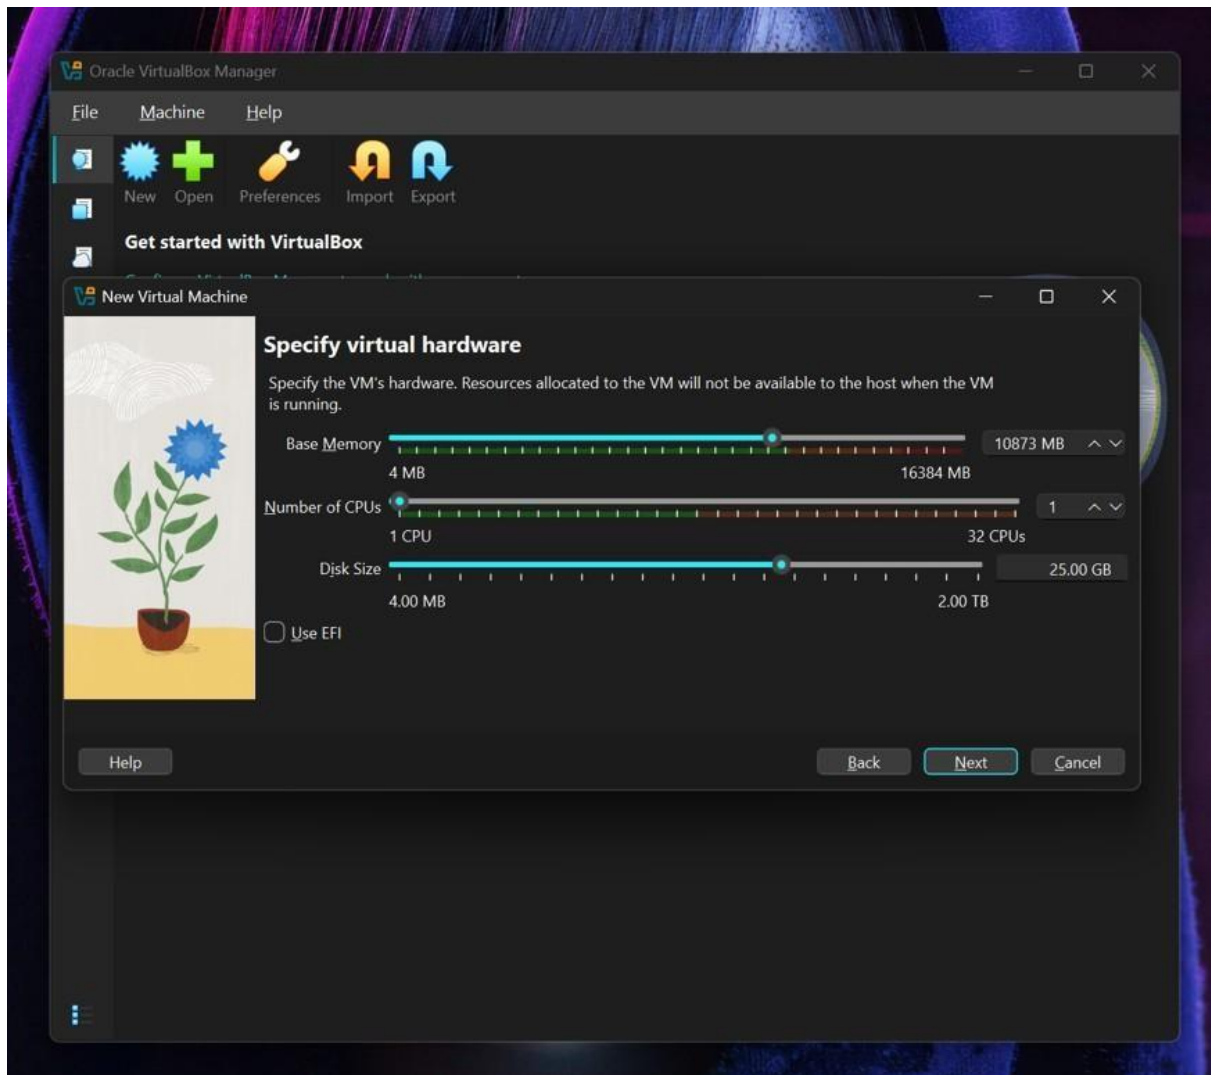 Oracle VirtualBox Manager
File Machine Help
New Open Preferences Import Export
Get started with VirtualBox
New Virtual Machine
Specify virtual hardware
Specify the VM's hardware. Resources allocated to the VM will not be available to the host when the VM
is running.
Base Memory 10873 MB
4 MB 16384 MB
Number of CPUs 1
1 CPU 32 CPUs
Disk Size 25.00 GB
4.00 MB 2.00 TB
Use EFI
Help Back Next Cancel